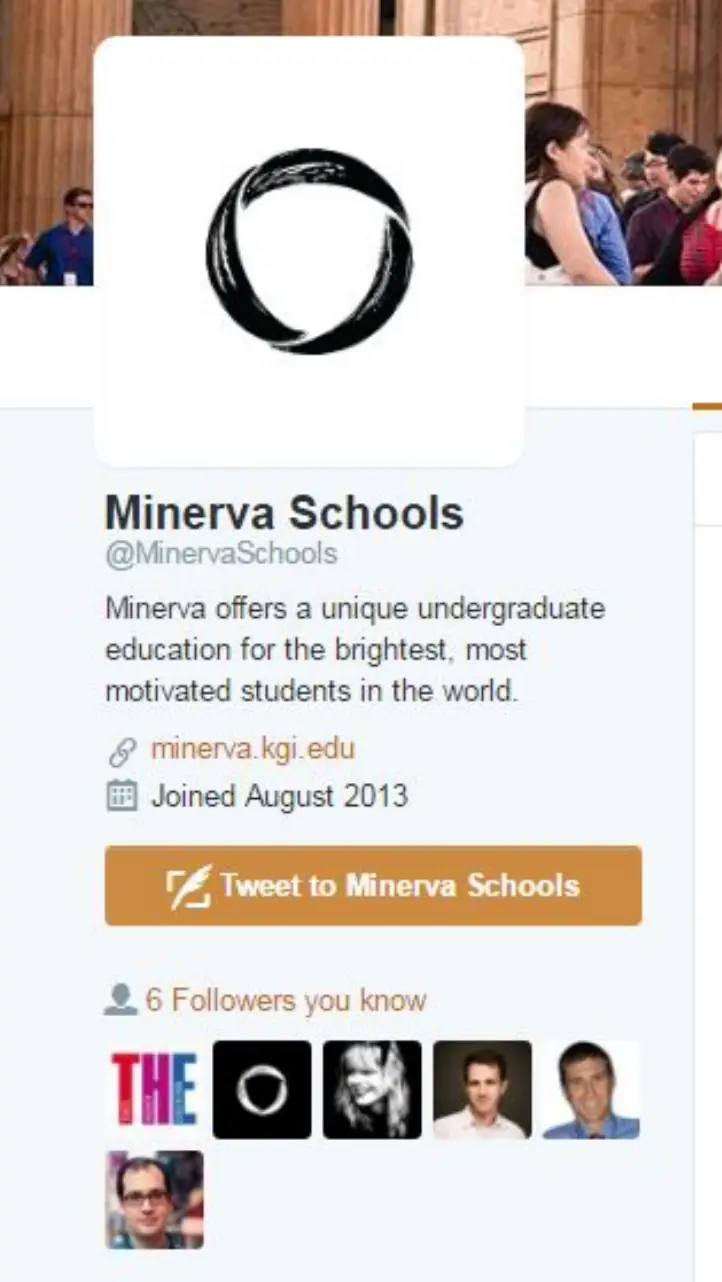 Minerva Schools
@MinervaSchools
Minerva offers a unique undergraduate
education for the brightest, most
motivated students in the world.
minerva.kgi.edu
Joined August 2013
Tweet to Minerva Schools
6 Followers you know
THE